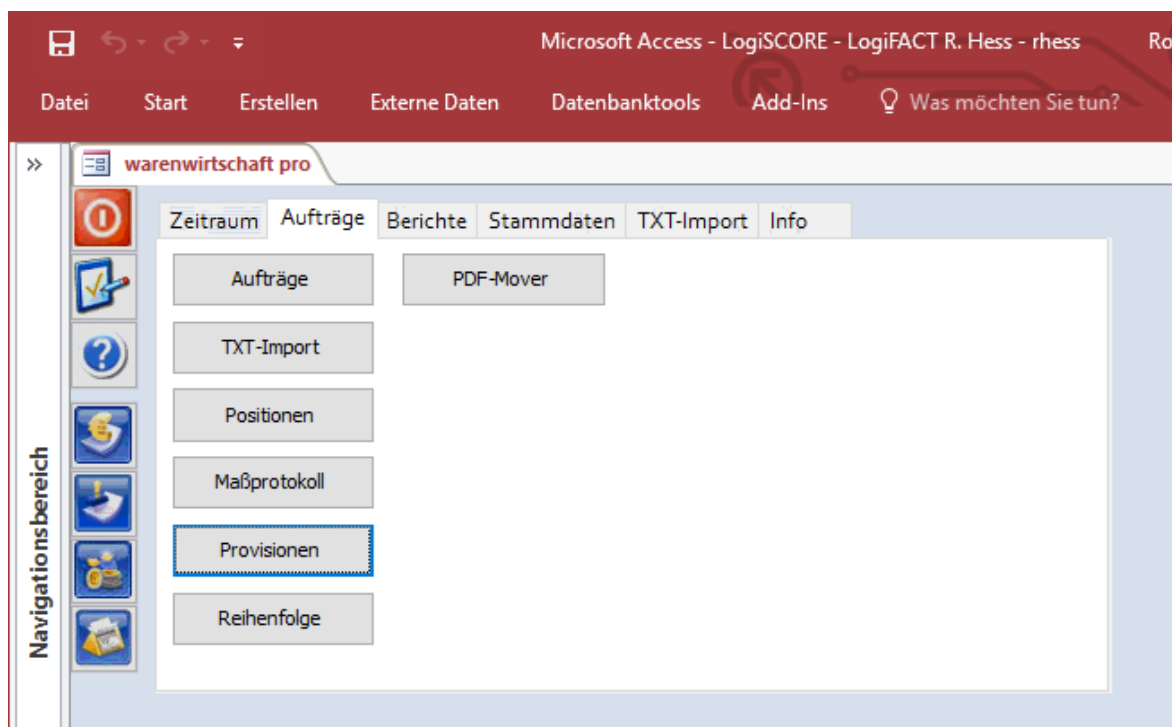 Microsoft Access - LogiSCORE - LogiFACT R. Hess - rhess Ro
Datei Start Erstellen Externe Daten Datenbanktools Add-Ins Was möchten Sie tun?
warenwirtschaft pro
Zeitraum Aufträge Berichte Stammdaten TXT-Import Info
Aufträge PDF-Mover
TXT-Import
Positionen
Maßprotokoll
Provisionen
Reihenfolge
Navigationsbereich